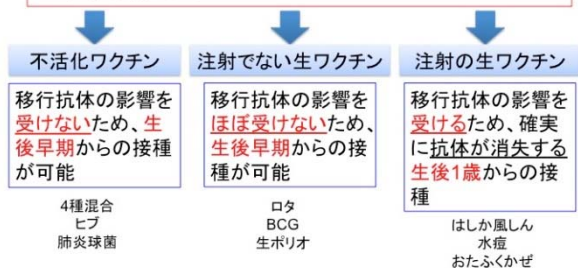 不活化ワクチン
注射でない生ワクチン
注射の生ワクチン
移行抗体の影響を
受けないため、生
後早期からの接種
が可能
移行抗体の影響を
ほぼ受けないため、
生後早期からの接
種が可能
移行抗体の影響を
受けるため、確実
に抗体が消失する
生後1歳からの接
種
4種混合
ヒブ
肺炎球菌
ロタ
BCG
生ポリオ
はしか風しん
水痘
おたふくかぜ